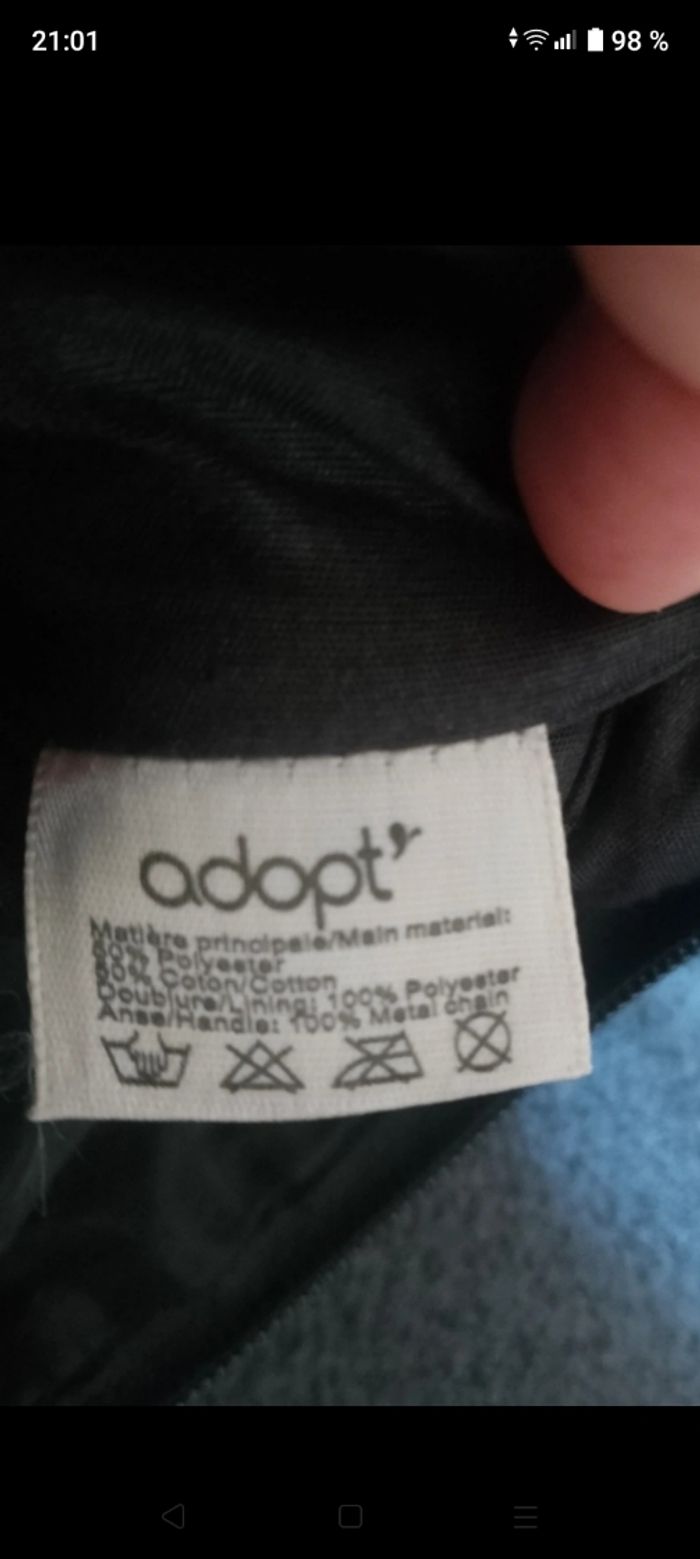 21:01 98 %
adopt'
Matière principale/Main material:
Polyester
Coton/Cotton
Doublure/Lining: 100% Polyester
Anse/Handle: 100% Metal chain